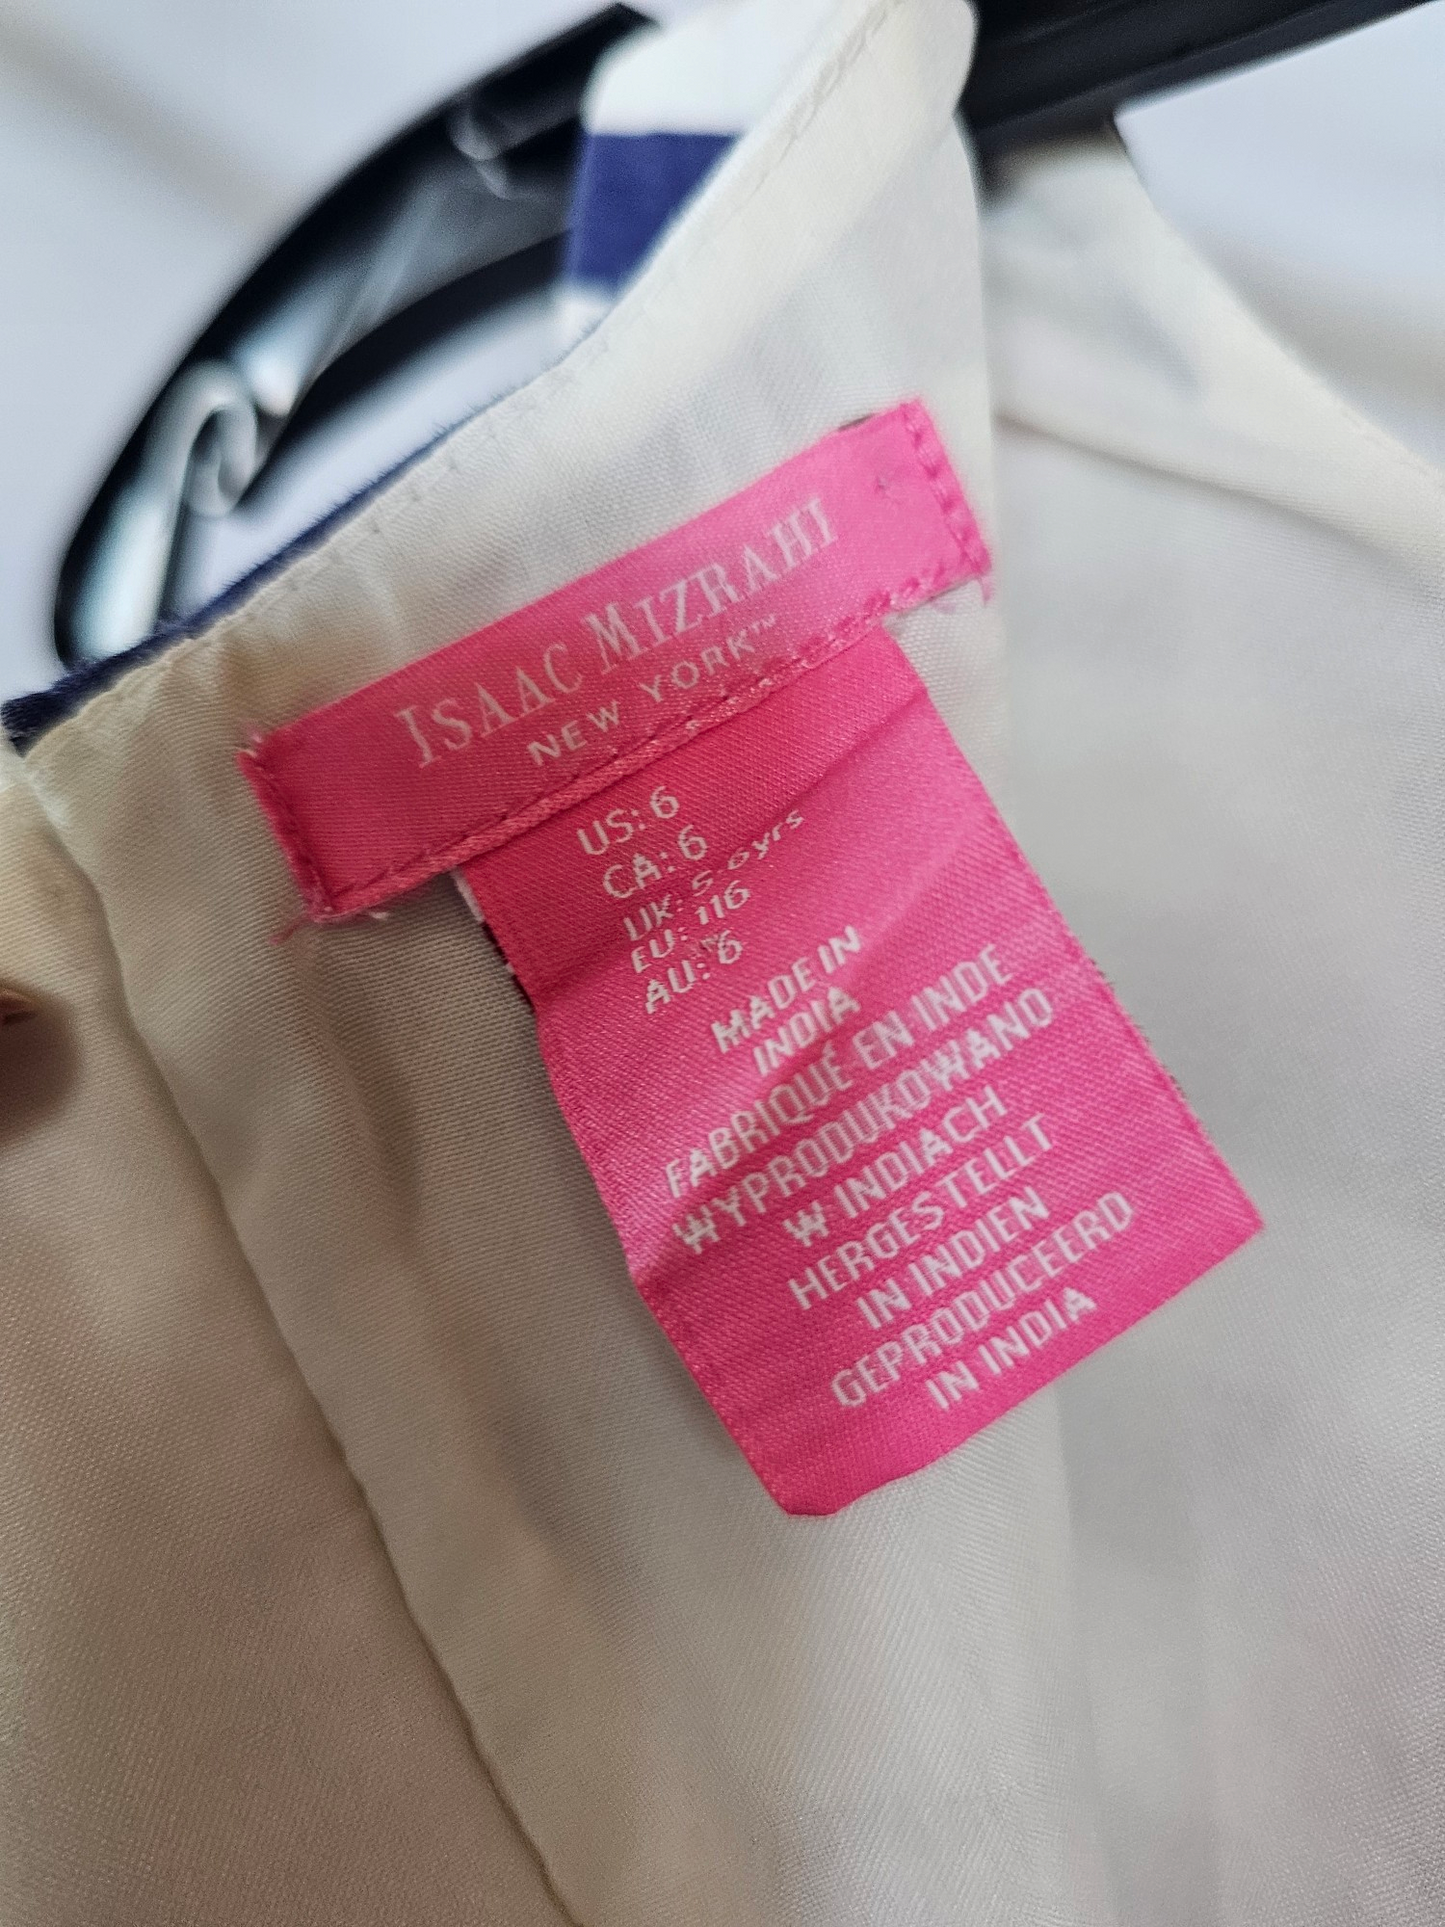 ISAAC MIZRAHI
NEW YORK™
US: 6
CA: 6
UK: 5-6yrs
EU: 116
AU: 6
MADE IN
INDIA
FABRIQUÉ EN INDE
WYPRODUKOWANO
W INDIACH
HERGESTELLT
IN INDIEN
GEPRODUCEERD
IN INDIA